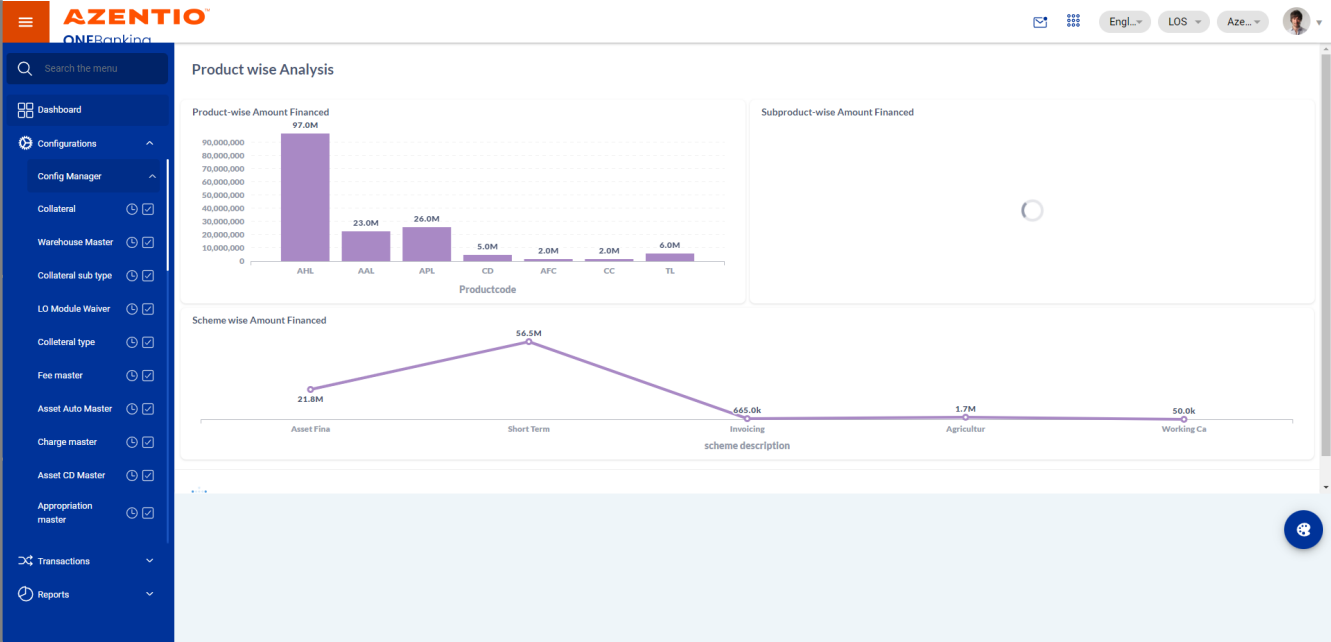 AZENTIO
ONEBanking
Engl...
LOS
Aze...
Search the menu
Dashboard
Configurations
Config Manager
Collateral
Warehouse Master
Collateral sub type
LO Module Waiver
Colleteral type
Fee master
Asset Auto Master
Charge master
Asset CD Master
Appropriation
master
Transactions
Reports
Product wise Analysis
Product-wise Amount Financed
97.0M
90,000,000
80,000,000
70,000,000
60,000,000
50,000,000
40,000,000
30,000,000
20,000,000
10,000,000
0
23.0M
26.0M
5.0M
2.0M
2.0M
6.0M
AHL
AAL
APL
CD
AFC
CC
TL
Productcode
Subproduct-wise Amount Financed
Scheme wise Amount Financed
56.5M
21.8M
665.0k
1.7M
50.0k
Asset Fina
Short Term
Invoicing
Agricultur
Working Ca
scheme description